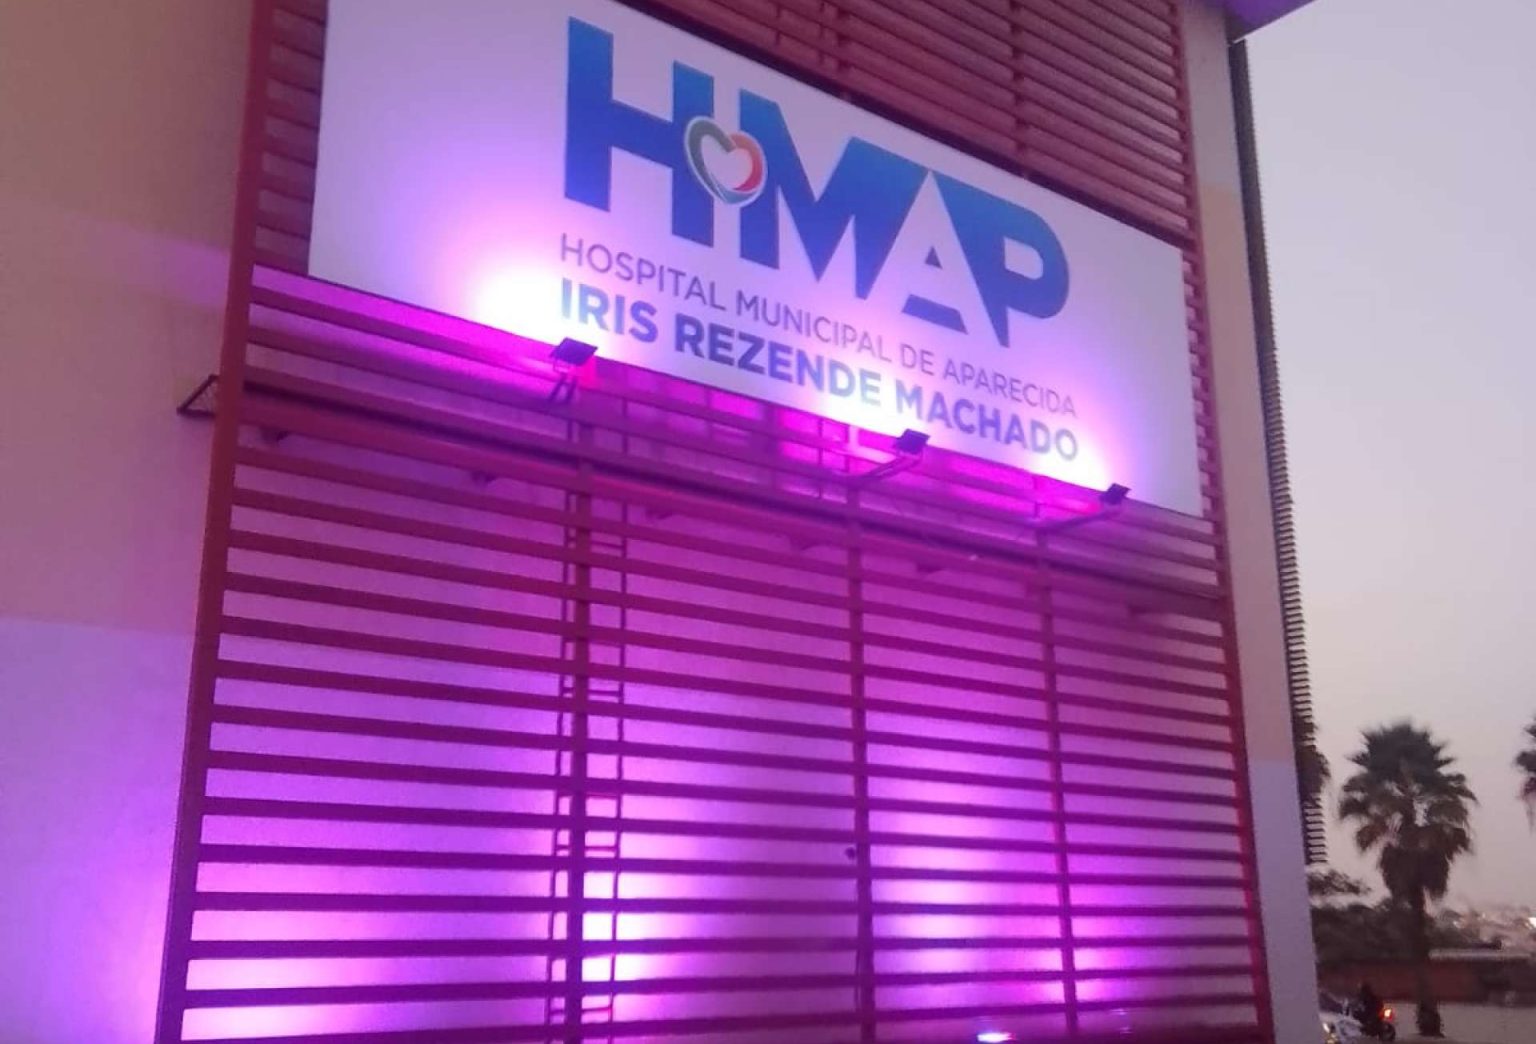 HMAP
HOSPITAL MUNICIPAL DE APARECIDA
IRIS REZENDE MACHADO